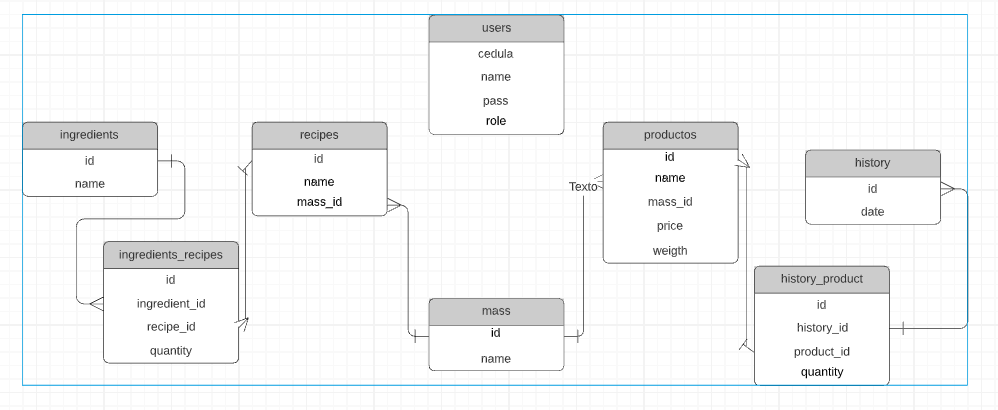 users
cedula
name
pass
role
ingredients
id
name
recipes
id
name
mass_id
Texto
productos
id
name
mass_id
price
weigth
history
id
date
ingredients_recipes
id
ingredient_id
recipe_id
quantity
mass
id
name
history_product
id
history_id
product_id
quantity